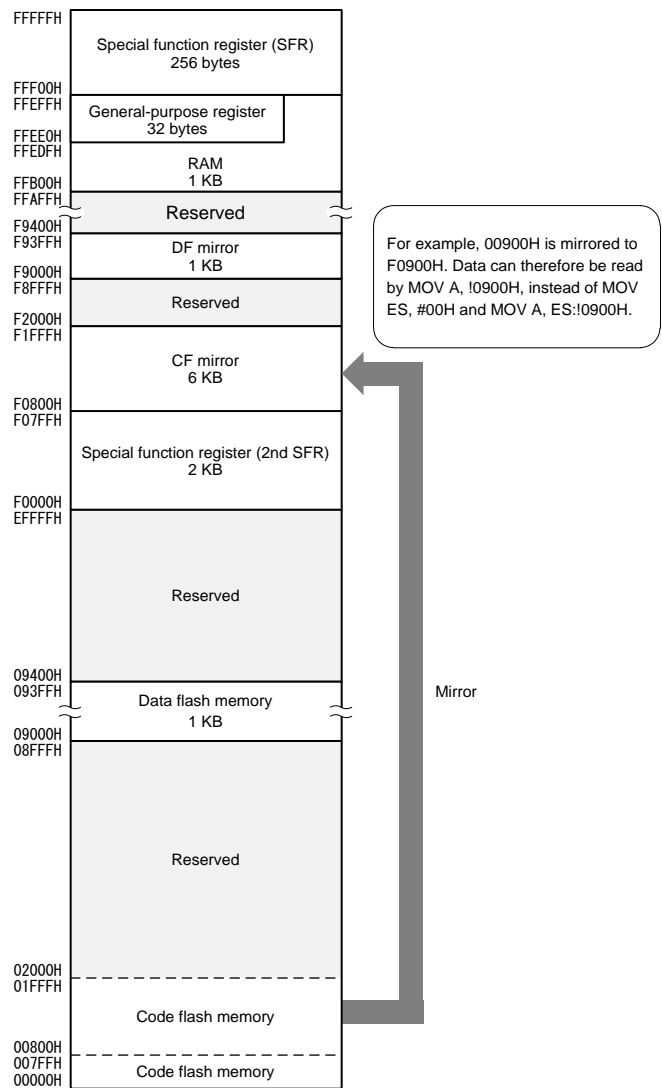 FFFFFH
Special function register (SFR)
256 bytes
FFF00H
FFEFFH
General-purpose register
32 bytes
FFEE0H
FFEDFH
RAM
1 KB
FFB00H
FFAFFH
Reserved
F9400H
F93FFH
DF mirror
1 KB
F9000H
F8FFFH
Reserved
F2000H
F1FFFH
CF mirror
6 KB
F0800H
F07FFH
Special function register (2nd SFR)
2 KB
F0000H
EFFFFH
Reserved
09400H
093FFH
Data flash memory
1 KB
09000H
08FFFH
Reserved
02000H
01FFFH
Code flash memory
00800H
007FFH
Code flash memory
00000H
For example, 00900H is mirrored to
F0900H. Data can therefore be read
by MOV A, !0900H, instead of MOV
ES, #00H and MOV A, ES:!0900H.
Mirror